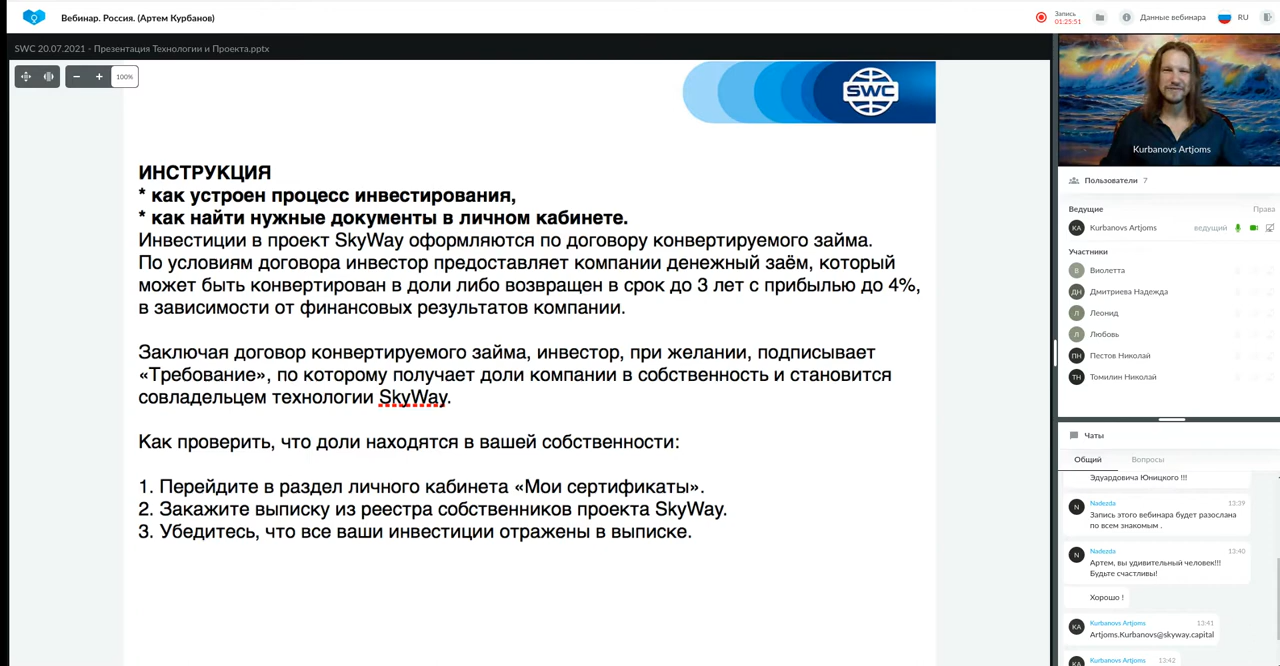 Вебинар. Россия. (Артем Курбанов)
Запись
01:25:51
Данные вебинара
RU
SWC 20.07.2021 - Презентация Технологии и Проекта.pptx
100%
SWC
ИНСТРУКЦИЯ
* как устроен процесс инвестирования,
* как найти нужные документы в личном кабинете.
Инвестиции в проект SkyWay оформляются по договору конвертируемого займа.
По условиям договора инвестор предоставляет компании денежный заём, который
может быть конвертирован в доли либо возвращен в срок до 3 лет с прибылью до 4%,
в зависимости от финансовых результатов компании.
Заключая договор конвертируемого займа, инвестор, при желании, подписывает
«Требование», по которому получает доли компании в собственность и становится
совладельцем технологии SkyWay.
Как проверить, что доли находятся в вашей собственности:
1. Перейдите в раздел личного кабинета «Мои сертификаты».
2. Закажите выписку из реестра собственников проекта SkyWay.
3. Убедитесь, что все ваши инвестиции отражены в выписке.
Kurbanovs Artjoms
Пользователи 7
Ведущие Права
KA Kurbanovs Artjoms ведущий
Участники
В Виолетта
ДН Дмитриева Надежда
Л Леонид
Л Любовь
ПН Пестов Николай
ТН Томилин Николай
Чаты
Общий Вопросы
Эдуардовича Юницкого !!!
N Nadezda 13:39
Запись этого вебинара будет разослана
по всем знакомым .
N Nadezda 13:40
Артем, вы удивительный человек!!!
Будьте счастливы!
Хорошо !
KA Kurbanovs Artjoms 13:41
Artjoms.Kurbanovs@skyway.capital
KA Kurbanovs Artjoms 13:42